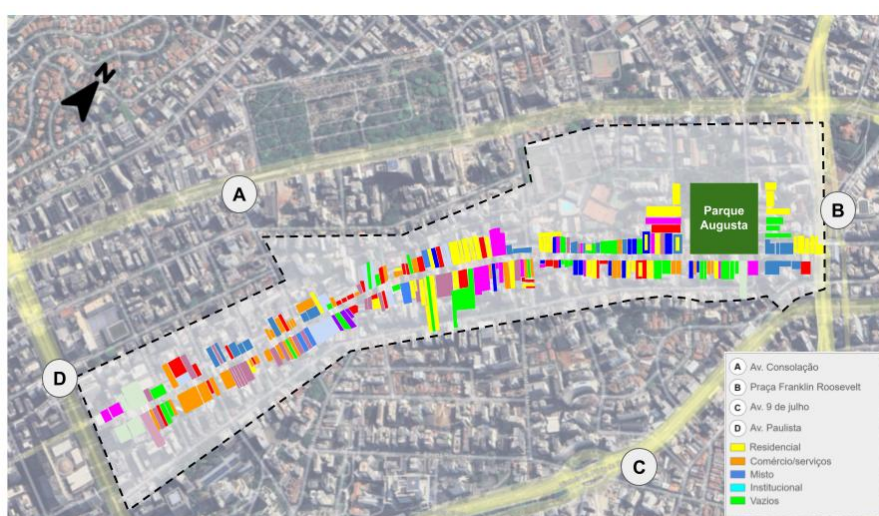 N
A
B
Parque
Augusta
D
C
A Av. Consolação
B Praça Franklin Roosevelt
C Av. 9 de julho
D Av. Paulista
Residencial
Comércio/serviços
Misto
Institucional
Vazios